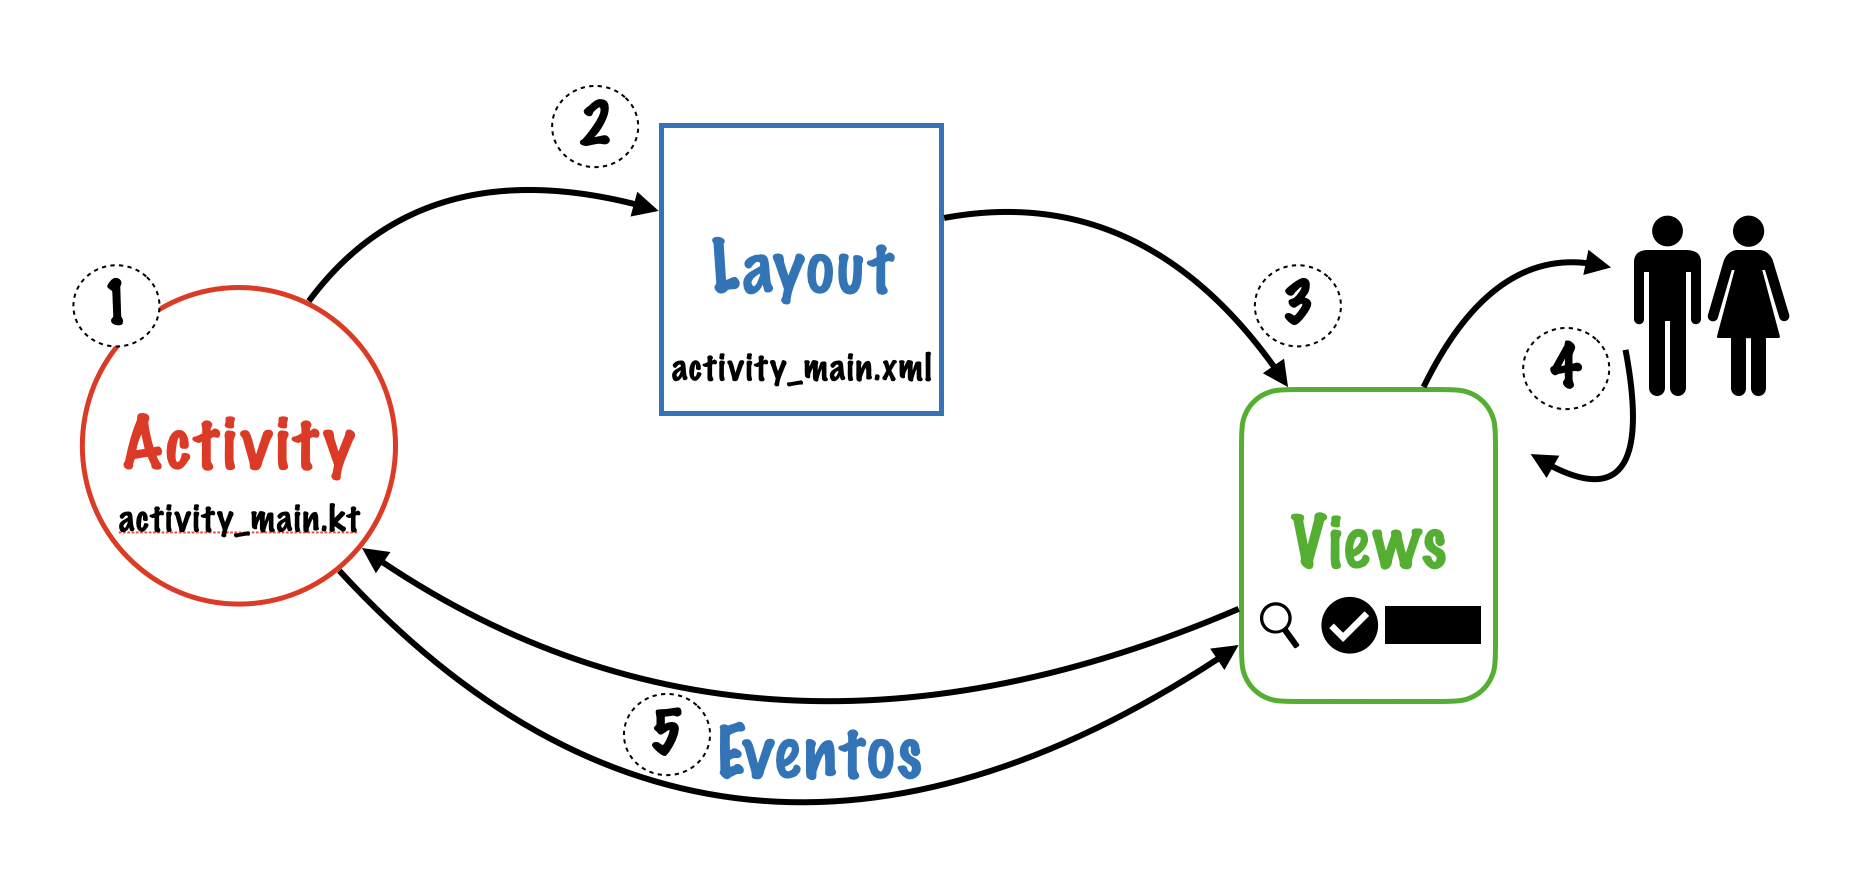 1
Activity
activity_main.kt
2
Layout
activity_main.xml
3
Views
4
5
Eventos